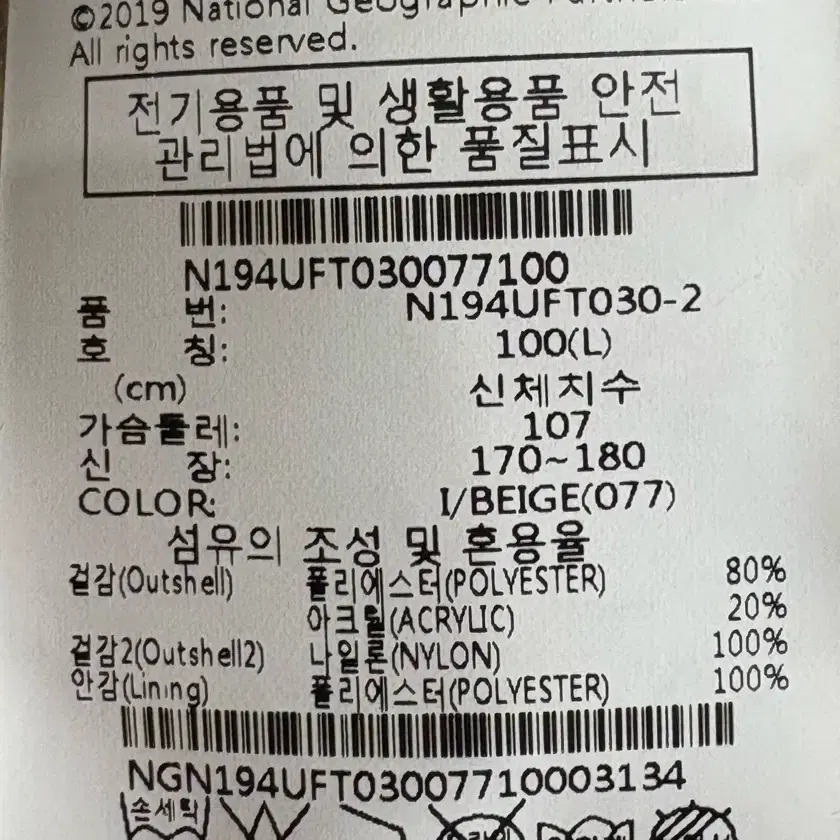 ©2019 National Geographic
All rights reserved.
전기용품 및 생활용품 안전
관리법에 의한 품질표시
N194UFT030077100
품 번: N194UFT030-2
호 칭: 100(L)
(cm) 신체치수
가슴둘레: 107
신 장: 170~180
COLOR: I/BEIGE(077)
섬유의 조성 및 혼용율
겉감(Outshell) 폴리에스터(POLYESTER) 80%
아크릴(ACRYLIC) 20%
겉감2(Outshell2) 나일론(NYLON) 100%
안감(Lining) 폴리에스터(POLYESTER) 100%
NGN194UFT03007710003134
손세탁